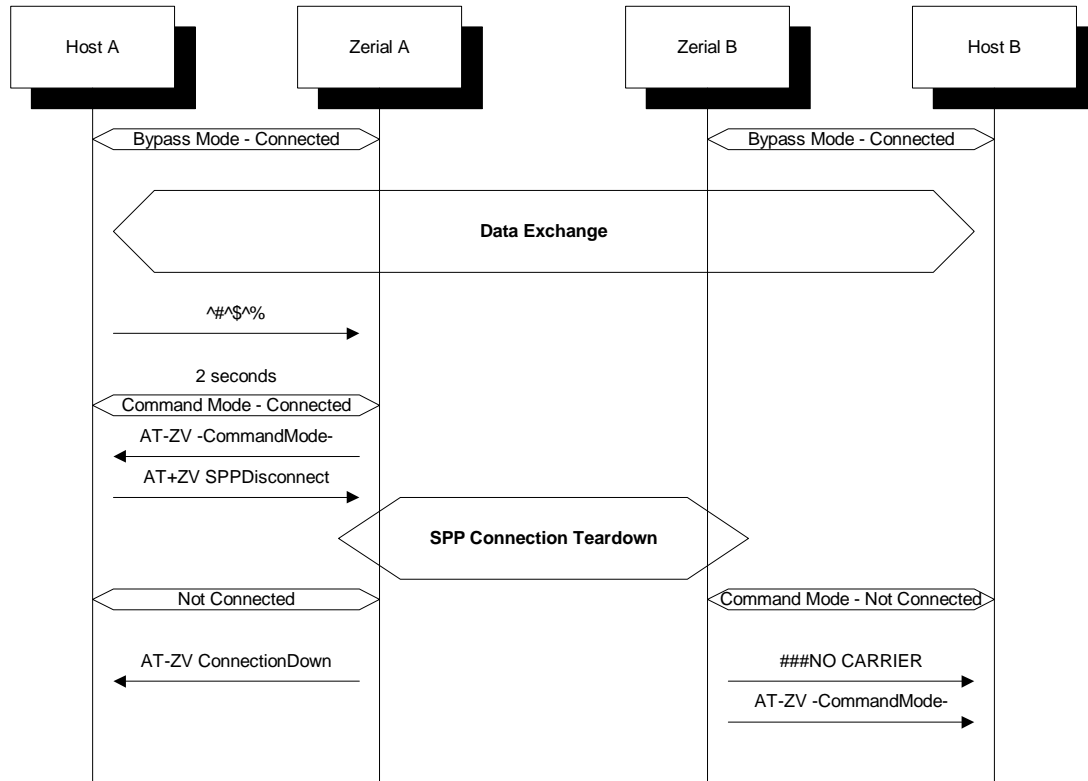 Host A
Zerial A
Zerial B
Host B
Bypass Mode - Connected
Bypass Mode - Connected
Data Exchange
^#^$^%
2 seconds
Command Mode - Connected
AT-ZV -CommandMode-
AT+ZV SPPDisconnect
SPP Connection Teardown
Not Connected
Command Mode - Not Connected
AT-ZV ConnectionDown
###NO CARRIER
AT-ZV -CommandMode-